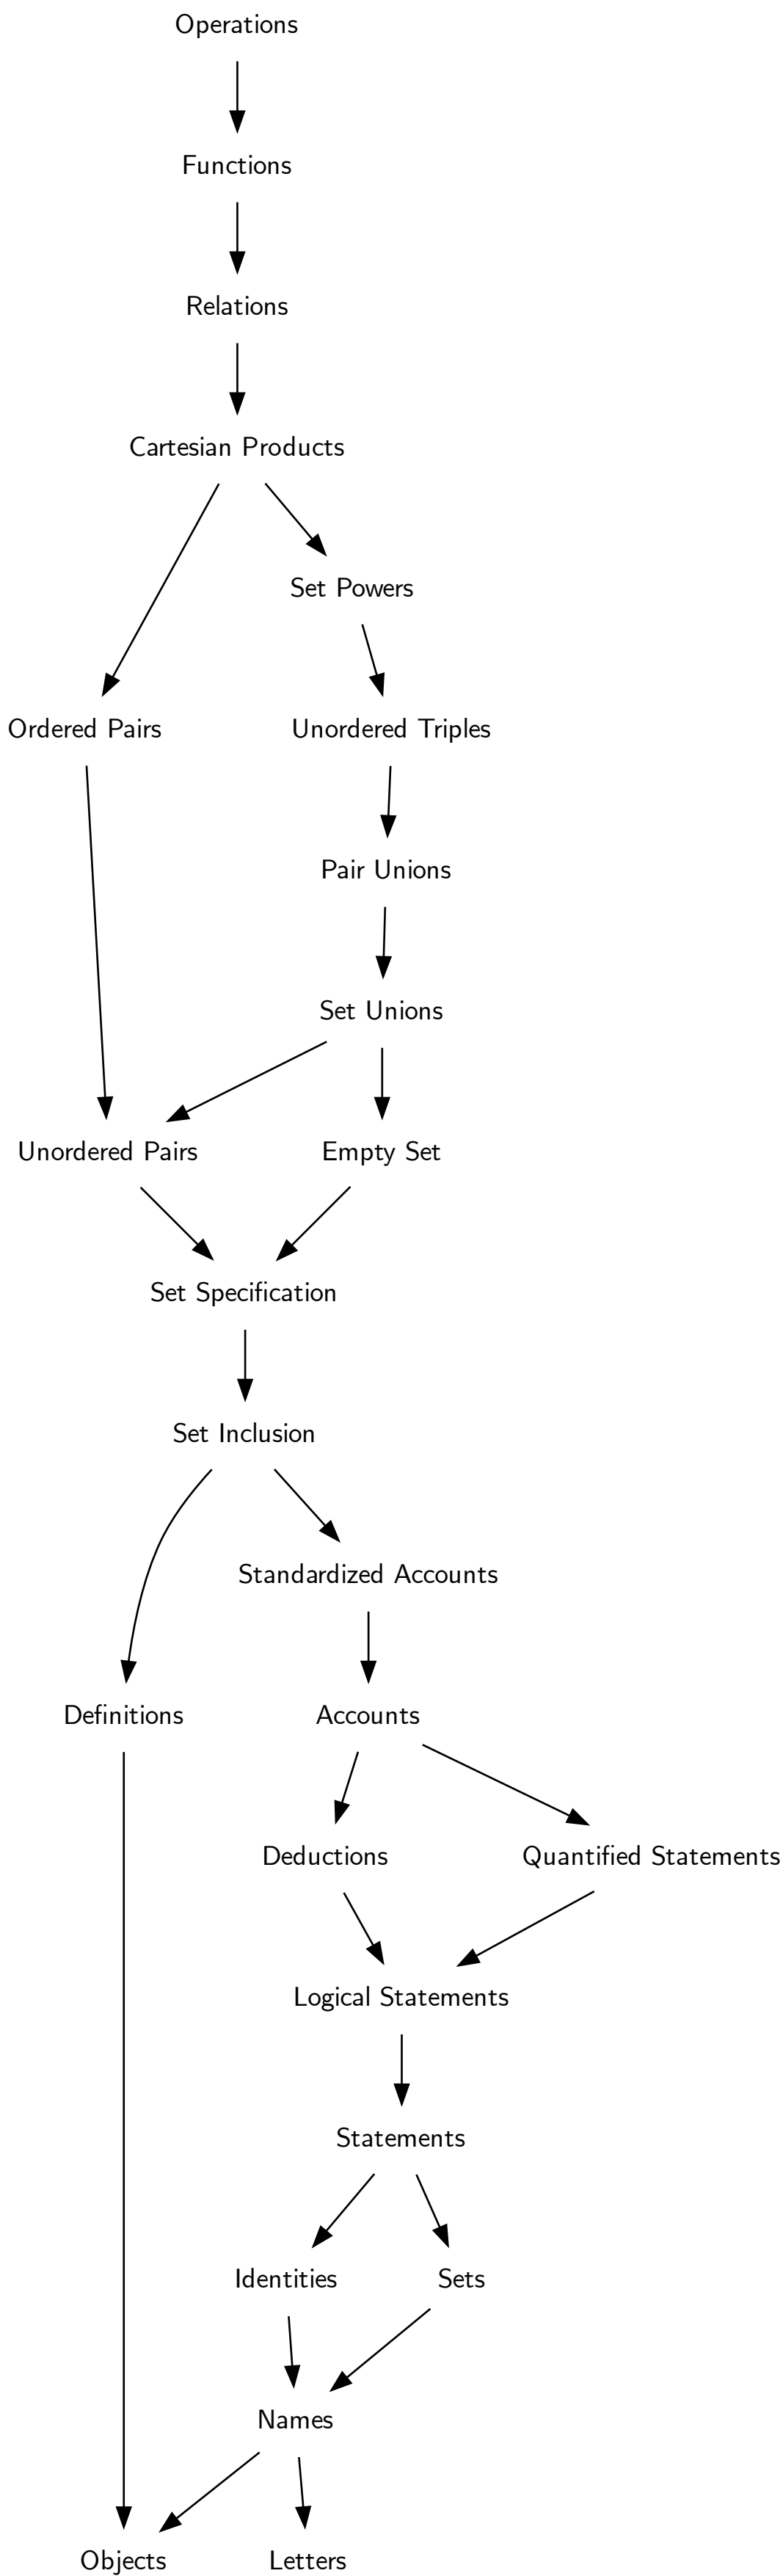 Operations
Functions
Relations
Cartesian Products
Set Powers
Ordered Pairs
Unordered Triples
Pair Unions
Set Unions
Unordered Pairs
Empty Set
Set Specification
Set Inclusion
Standardized Accounts
Definitions
Accounts
Deductions
Quantified Statements
Logical Statements
Statements
Identities
Sets
Names
Objects
Letters